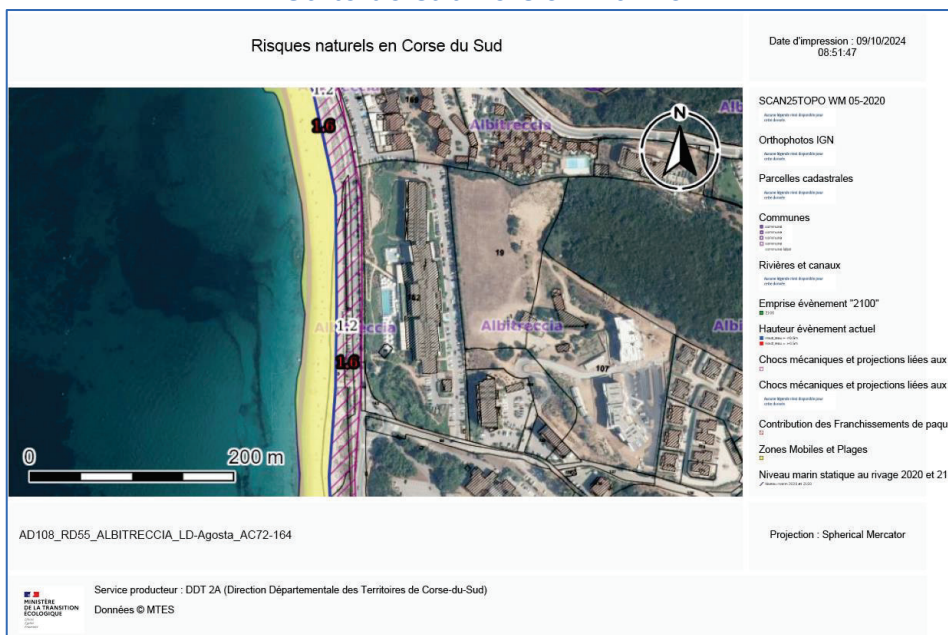 Risques naturels en Corse du Sud
Date d'impression : 09/10/2024
08:51:47
1.2
1.6
169
Albitreccia
N
19
162
1.2
Albitreccia
Albitreccia
Albi
1.6
107
0
200 m
SCAN25TOPO WM 05-2020
Orthophotos IGN
Parcelles cadastrales
Communes
Rivières et canaux
Emprise évènement "2100"
Hauteur évènement actuel
Chocs mécaniques et projections liées aux
Chocs mécaniques et projections liées aux
Contribution des Franchissements de paqu
Zones Mobiles et Plages
Niveau marin statique au rivage 2020 et 21
AD108_RD55_ALBITRECCIA_LD-Agosta_AC72-164
Projection : Spherical Mercator
MINISTÈRE
DE LA TRANSITION
ÉCOLOGIQUE
Service producteur : DDT 2A (Direction Départementale des Territoires de Corse-du-Sud)
Données © MTES